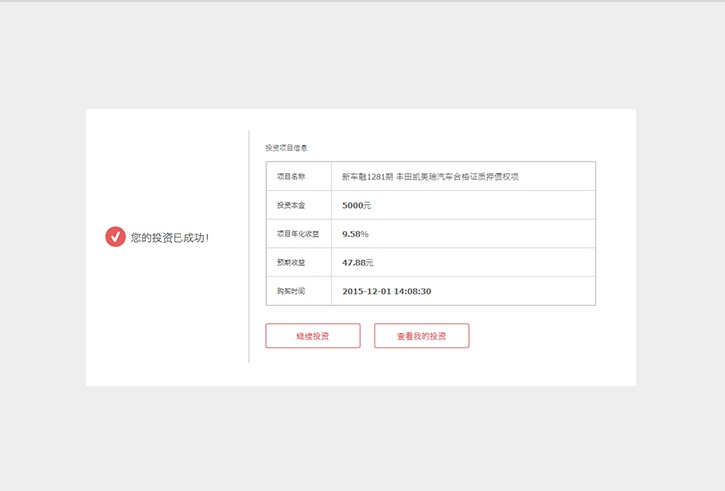 投资项目信息
项目名称 新车融1281期 丰田凯美瑞汽车合格证质押债权项
投资本金 5000元
您的投资已成功!
项目年化收益 9.58%
预期收益 47.88元
购买时间 2015-12-01 14:08:30
继续投资 查看我的投资